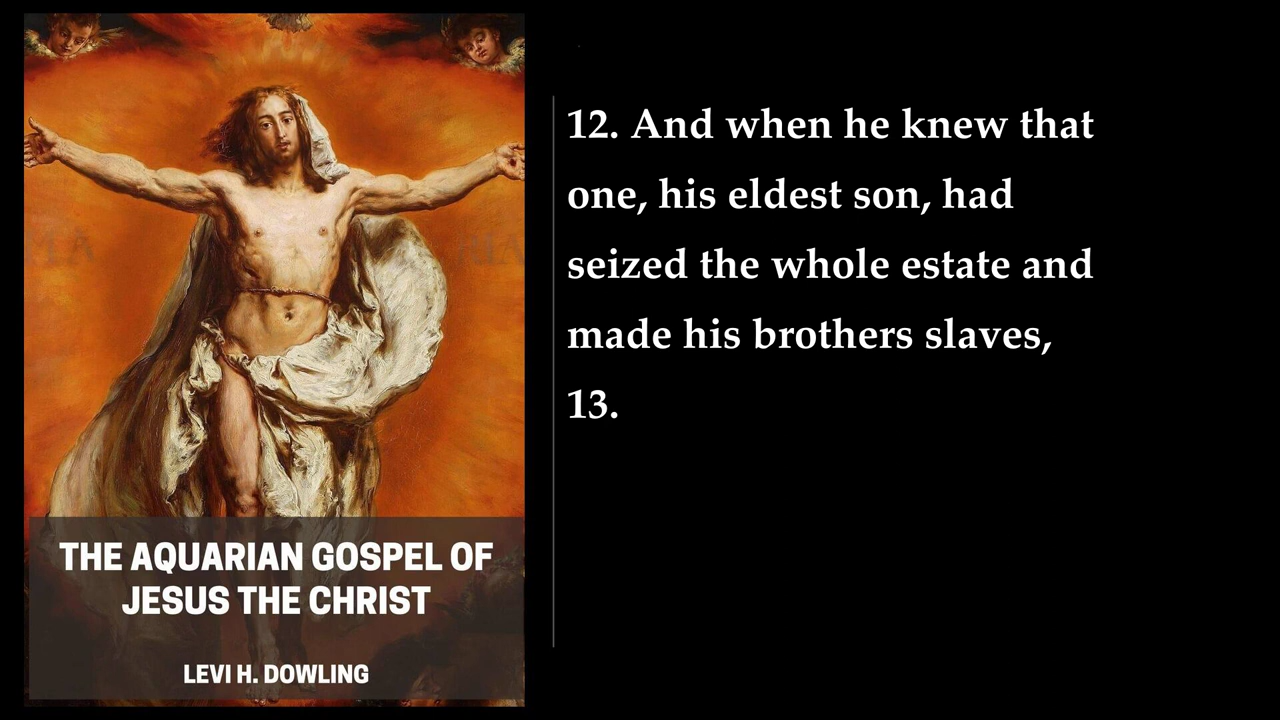 THE AQUARIAN GOSPEL OF
JESUS THE CHRIST
LEVI H. DOWLING
12. And when he knew that
one, his eldest son, had
seized the whole estate and
made his brothers slaves,
13.